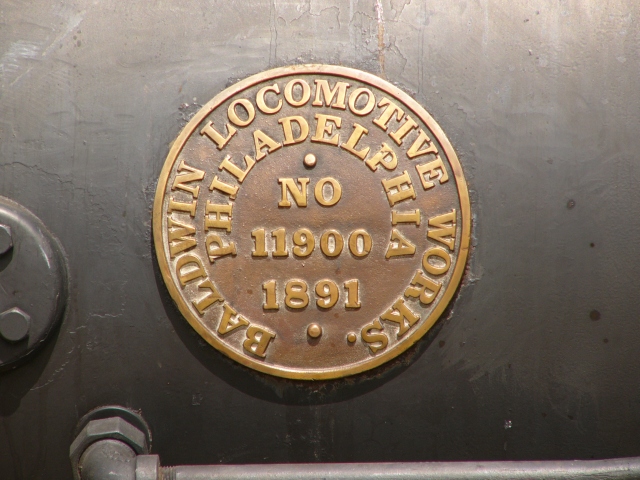 BALDWIN LOCOMOTIVE WORKS.
PHILADELPHIA
NO
11900
1891